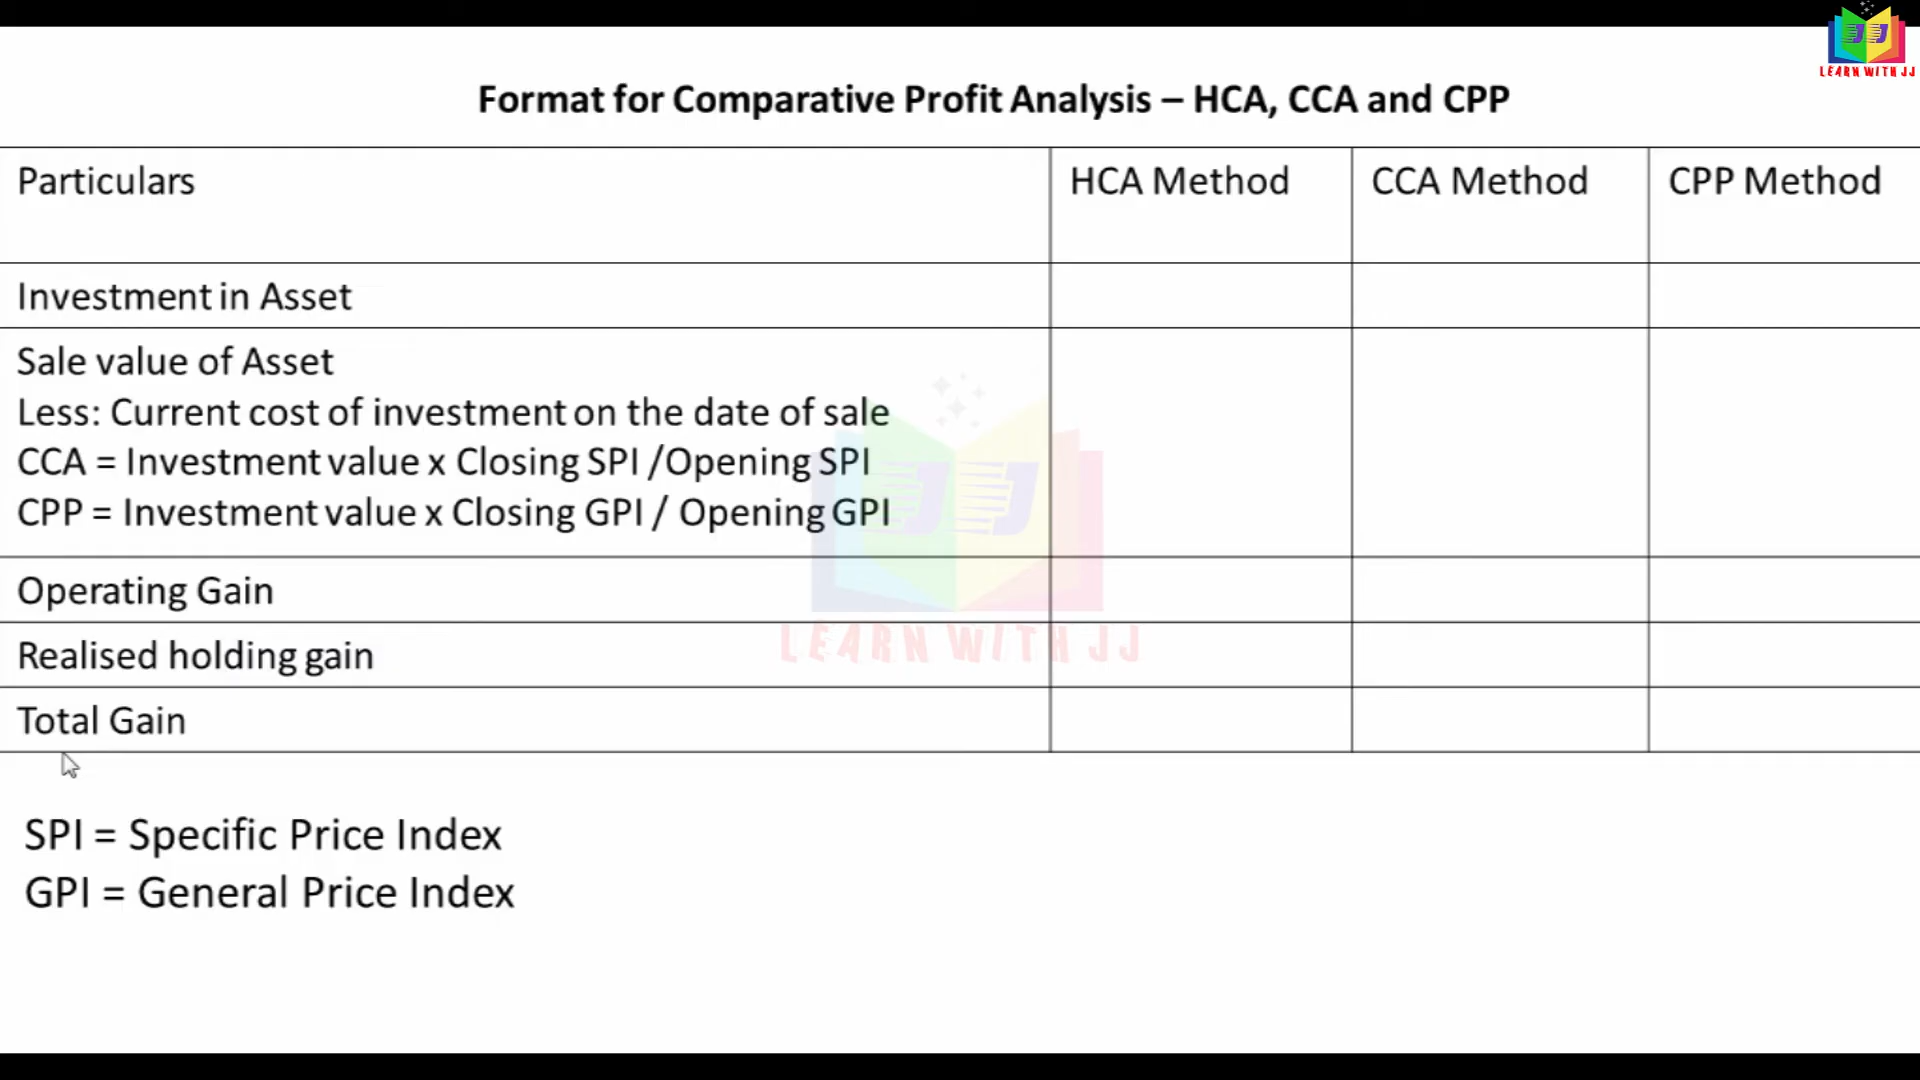 LEARN WITH JJ
Format for Comparative Profit Analysis – HCA, CCA and CPP
Particulars HCA Method CCA Method CPP Method
Investment in Asset
Sale value of Asset
Less: Current cost of investment on the date of sale
CCA = Investment value x Closing SPI /Opening SPI
CPP = Investment value x Closing GPI / Opening GPI
Operating Gain
Realised holding gain
LEARN WITH JJ
Total Gain
SPI = Specific Price Index
GPI = General Price Index